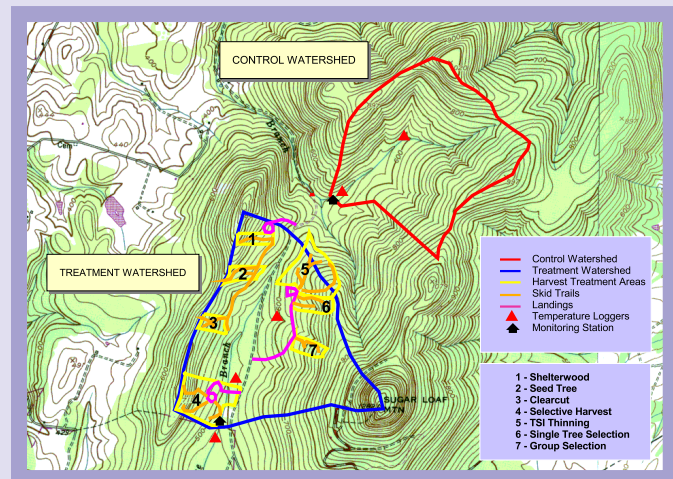 CONTROL WATERSHED
Branch
Cem
TREATMENT WATERSHED
1
2
3
4
5
6
7
Branch
SUGAR LOAF
MTN
Control Watershed
Treatment Watershed
Harvest Treatment Areas
Skid Trails
Landings
Temperature Loggers
Monitoring Station
1 - Shelterwood
2 - Seed Tree
3 - Clearcut
4 - Selective Harvest
5 - TSI Thinning
6 - Single Tree Selection
7 - Group Selection